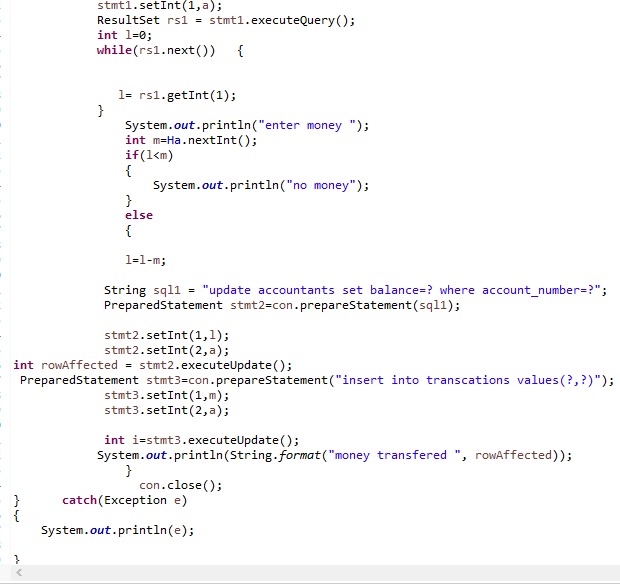 stmt1.setInt(1,a);
ResultSet rs1 = stmt1.executeQuery();
int l=0;
while(rs1.next())   {
l= rs1.getInt(1);
}
System.out.println("enter money ");
int m=Ha.nextInt();
if(l<m)
{
System.out.println("no money");
}
else
{
l=l-m;
String sql1 = "update accountants set balance=? where account_number=?";
PreparedStatement stmt2=con.prepareStatement(sql1);
stmt2.setInt(1,l);
stmt2.setInt(2,a);
int rowAffected = stmt2.executeUpdate();
PreparedStatement stmt3=con.prepareStatement("insert into transcations values(?,?)");
stmt3.setInt(1,m);
stmt3.setInt(2,a);
int i=stmt3.executeUpdate();
System.out.println(String.format("money transfered ", rowAffected));
}
con.close();
}      catch(Exception e)
{
System.out.println(e);
}